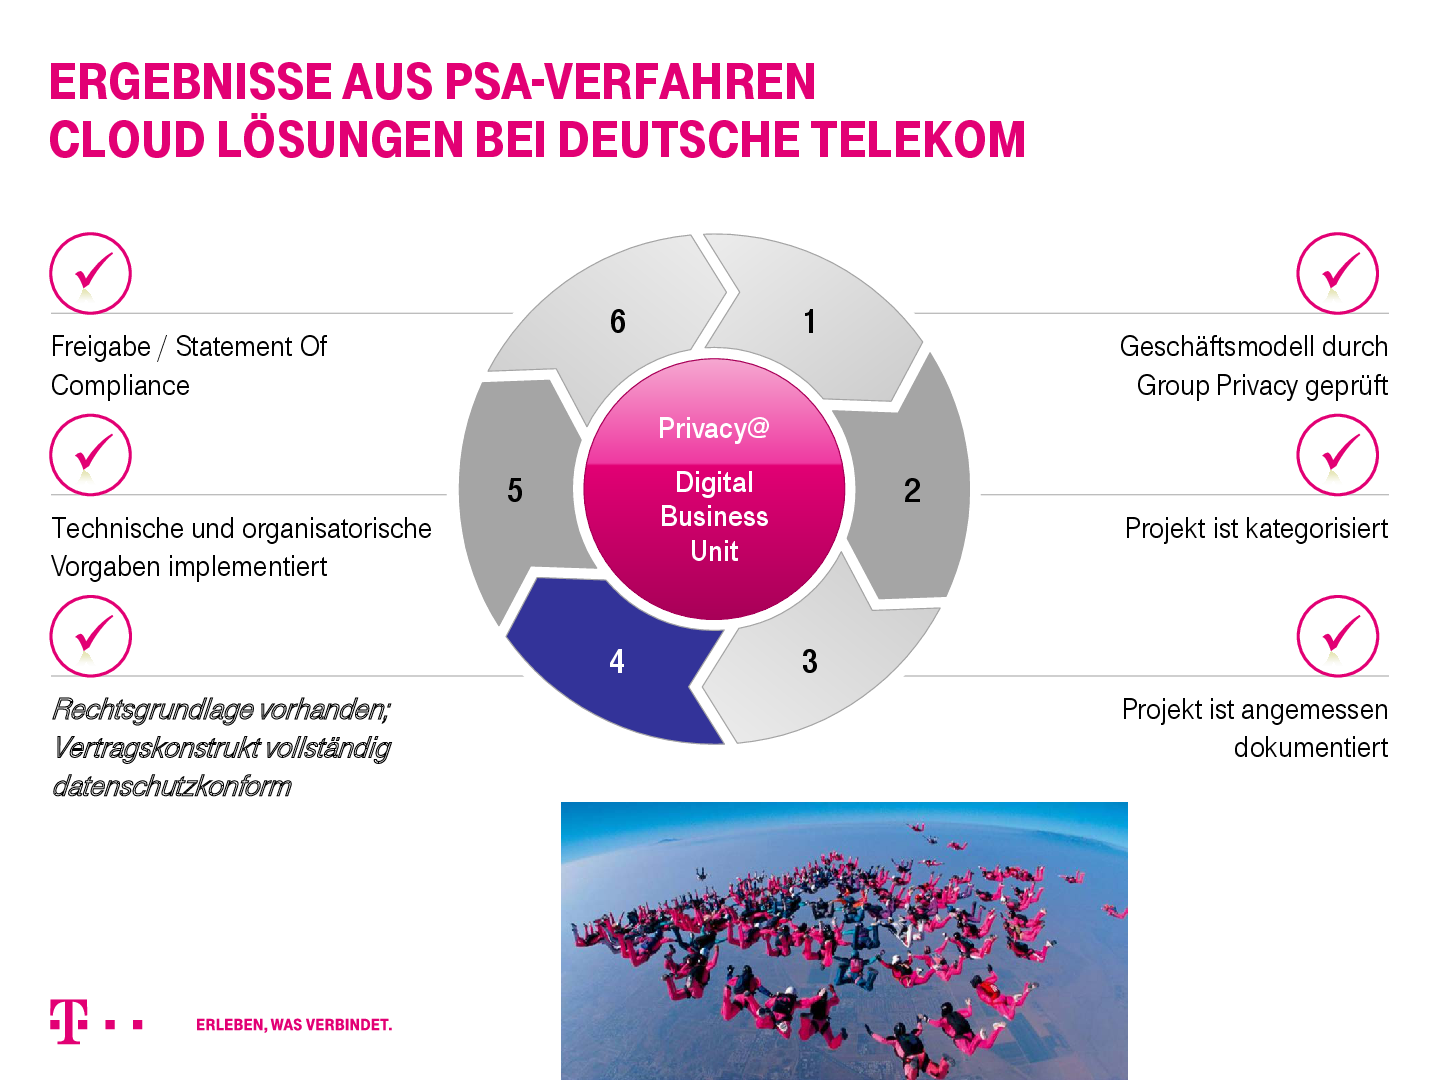 ERGEBNISSE AUS PSA-VERFAHREN
CLOUD LÖSUNGEN BEI DEUTSCHE TELEKOM
6
1
Freigabe / Statement Of
Compliance
Geschäftsmodell durch
Group Privacy geprüft
Privacy@
Digital
Business
Unit
5
2
Technische und organisatorische
Vorgaben implementiert
Projekt ist kategorisiert
4
3
Rechtsgrundlage vorhanden;
Vertragskonstrukt vollständig
datenschutzkonform
Projekt ist angemessen
dokumentiert
T
ERLEBEN, WAS VERBINDET.